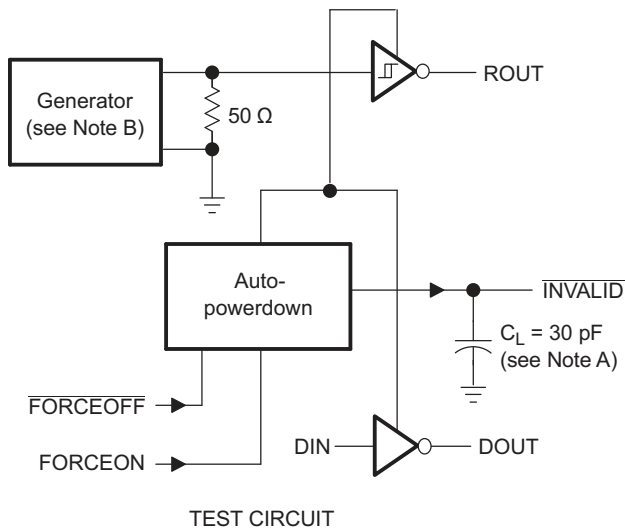 ROUT
Generator
(see Note B)
50 Ω
Auto-
powerdown
INVALID
C_L = 30 pF
(see Note A)
FORCEOFF
FORCEON
DIN
DOUT
TEST CIRCUIT